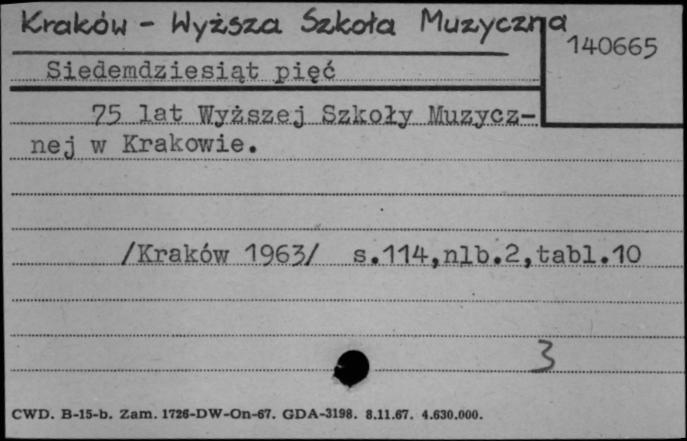 Kraków - Wyższa Szkoła Muzyczna
140665
Siedemdziesiąt pięć
75 lat Wyższej Szkoły Muzycz-
nej w Krakowie.
/Kraków 1963/ s.114,nlb.2,tabl.10
3
CWD. B-15-b. Zam. 1726-DW-On-67. GDA-3198. 8.11.67. 4.630.000.